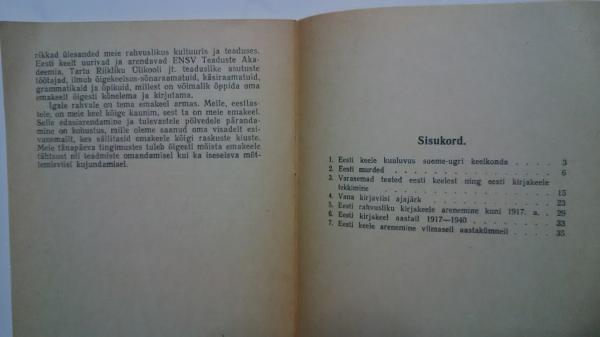 rikkad ülesanded meie rahvuslikus kultuuris ja teaduses.
Eesti keelt uurivad ja arendavad ENSV Teaduste Aka-
deemia, Tartu Riikliku Ülikooli jt. teaduslike asutuste
töötajad, ilmub õigekeelsus-sõnaraamatuid, käsiraamatuid,
grammatikaid ja õpikuid, millest on võimalik õppida oma
emakeelt õigesti kõnelema ja kirjutama.
Igale rahvale on tema emakeel armas. Meile, eestlas-
tele, on meie keel kõige kaunim, sest ta on meie emakeel.
Selle edasiarendamine ja tulevastele põlvedele päranda-
mine on kohustus, mille oleme saanud oma visadelt esi-
vanemailt, kes säilitasid emakeele kõigi raskuste kiuste.
Meie tänapäeva tingimustes tuleb õigesti mõista emakeele
tähtsust nii teadmiste omandamisel kui ka iseseisva mõt-
lemisviisi kujundamisel.
Sisukord.
1. Eesti keele kuuluvus soome-ugri keelkonda . . . . 3
2. Eesti murded . . . . . . . . 6
3. Varasemad teated eesti keelest ning eesti kirjakeele
tekkimine . . . . . . . . 15
4. Vana kirjaviisi ajajärk . . . . . . . 23
5. Eesti rahvusliku kirjakeele arenemine kuni 1917. a. . 29
6. Eesti kirjakeel aastail 1917—1940 . . . . . 33
7. Eesti keele arenemine viimaseil aastakümneil . . . . 35